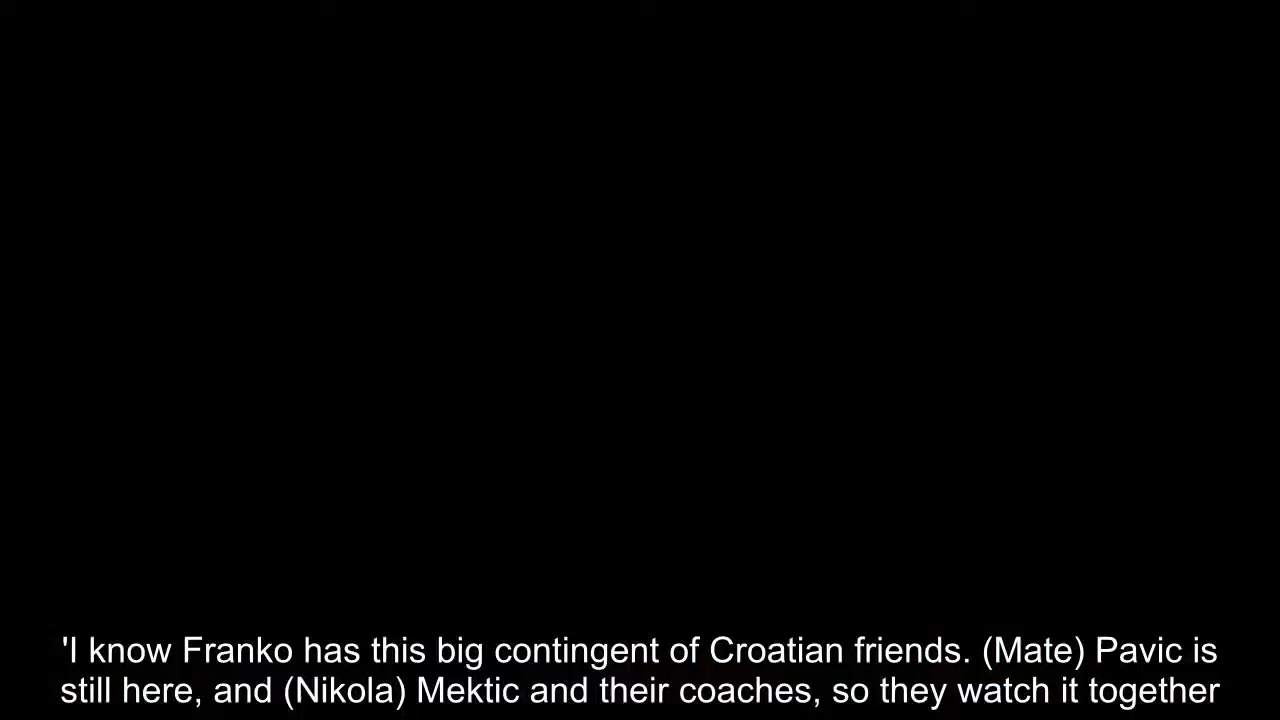 'I know Franko has this big contingent of Croatian friends. (Mate) Pavic is
still here, and (Nikola) Mektic and their coaches, so they watch it together